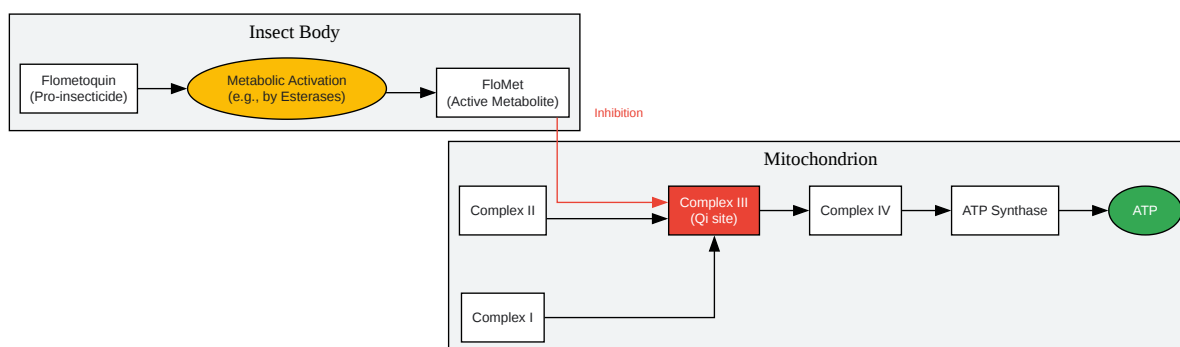 Insect Body
Flometoquin
(Pro-insecticide)
Metabolic Activation
(e.g., by Esterases)
FloMet
(Active Metabolite)
Inhibition
Mitochondrion
Complex II
Complex III
(Qi site)
Complex IV
ATP Synthase
ATP
Complex I